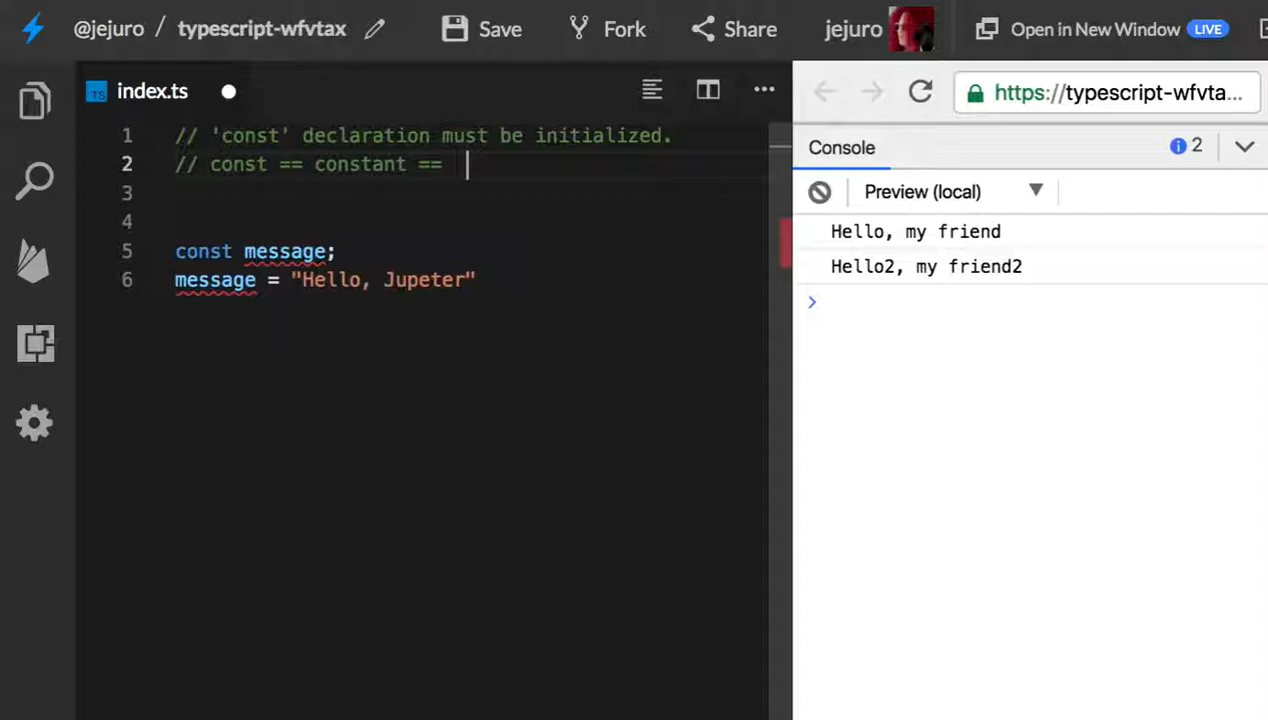 @jejuro / typescript-wfvtax Save Fork Share jejuro Open in New Window LIVE
TS index.ts
https://typescript-wfvta...
Console 2
Preview (local)
1 // 'const' declaration must be initialized.
2 // const == constant ==
3
4
5 const message;
6 message = "Hello, Jupeter"
Hello, my friend
Hello2, my friend2
>